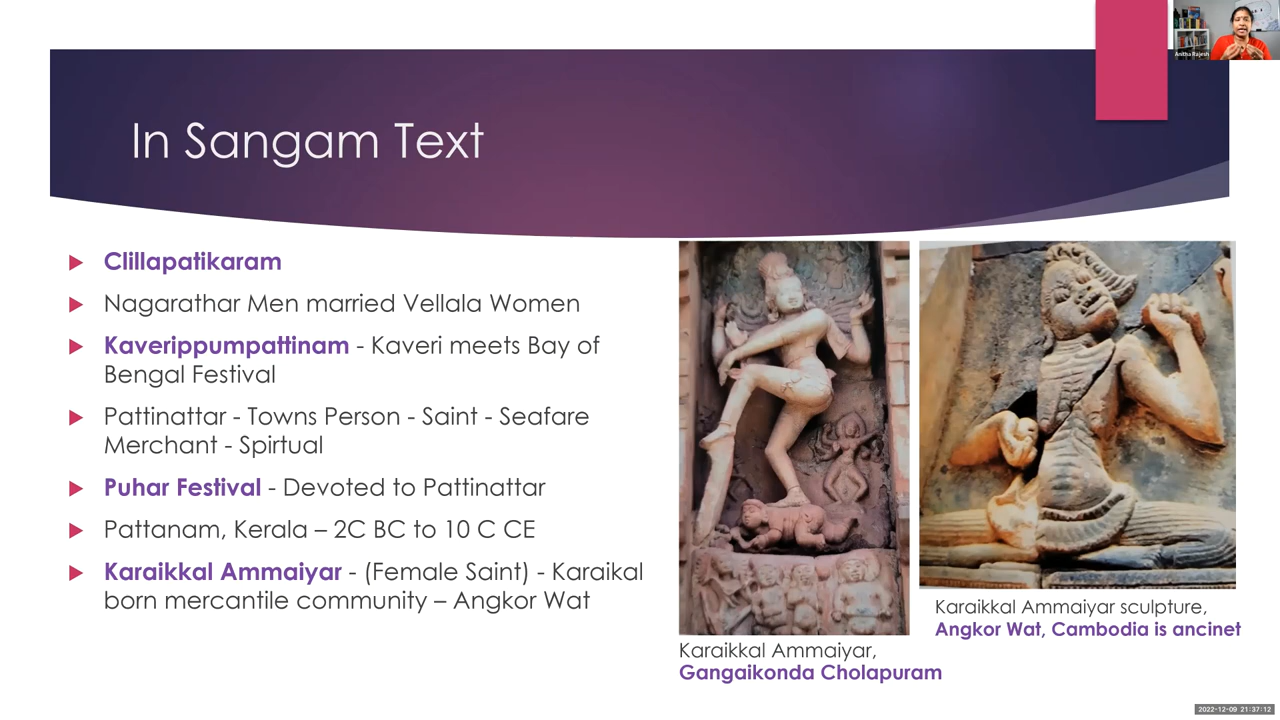 Anitha Rajesh
In Sangam Text
Clillapatikaram
Nagarathar Men married Vellala Women
Kaverippumpattinam - Kaveri meets Bay of
Bengal Festival
Pattinattar - Towns Person - Saint - Seafare
Merchant - Spirtual
Puhar Festival - Devoted to Pattinattar
Pattanam, Kerala – 2C BC to 10 C CE
Karaikkal Ammaiyar - (Female Saint) - Karaikal
born mercantile community – Angkor Wat
Karaikkal Ammaiyar,
Gangaikonda Cholapuram
Karaikkal Ammaiyar sculpture,
Angkor Wat, Cambodia is ancinet
2022-12-09 21:37:12